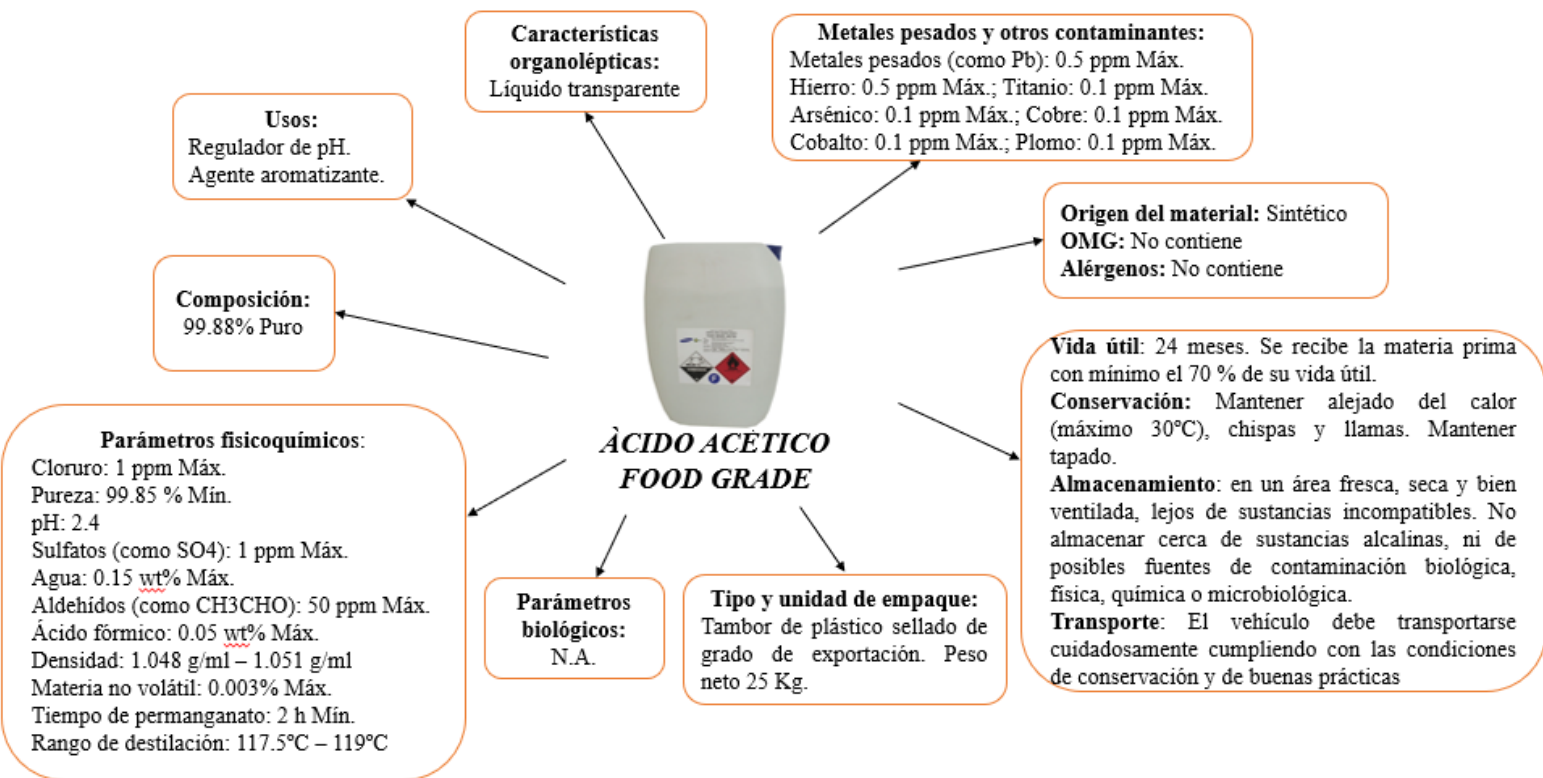 Características
organolépticas:
Líquido transparente
Metales pesados y otros contaminantes:
Metales pesados (como Pb): 0.5 ppm Máx.
Hierro: 0.5 ppm Máx.; Titanio: 0.1 ppm Máx.
Arsénico: 0.1 ppm Máx.; Cobre: 0.1 ppm Máx.
Cobalto: 0.1 ppm Máx.; Plomo: 0.1 ppm Máx.
Usos:
Regulador de pH.
Agente aromatizante.
Origen del material: Sintético
OMG: No contiene
Alérgenos: No contiene
Composición:
99.88% Puro
ÀCIDO ACÉTICO
FOOD GRADE
Vida útil: 24 meses. Se recibe la materia prima
con mínimo el 70 % de su vida útil.
Conservación: Mantener alejado del calor
(máximo 30°C), chispas y llamas. Mantener
tapado.
Almacenamiento: en un área fresca, seca y bien
ventilada, lejos de sustancias incompatibles. No
almacenar cerca de sustancias alcalinas, ni de
posibles fuentes de contaminación biológica,
física, química o microbiológica.
Transporte: El vehículo debe transportarse
cuidadosamente cumpliendo con las condiciones
de conservación y de buenas prácticas
Parámetros fisicoquímicos:
Cloruro: 1 ppm Máx.
Pureza: 99.85 % Mín.
pH: 2.4
Sulfatos (como SO4): 1 ppm Máx.
Agua: 0.15 wt% Máx.
Aldehídos (como CH3CHO): 50 ppm Máx.
Ácido fórmico: 0.05 wt% Máx.
Densidad: 1.048 g/ml – 1.051 g/ml
Materia no volátil: 0.003% Máx.
Tiempo de permanganato: 2 h Mín.
Rango de destilación: 117.5°C – 119°C
Parámetros
biológicos:
N.A.
Tipo y unidad de empaque:
Tambor de plástico sellado de
grado de exportación. Peso
neto 25 Kg.